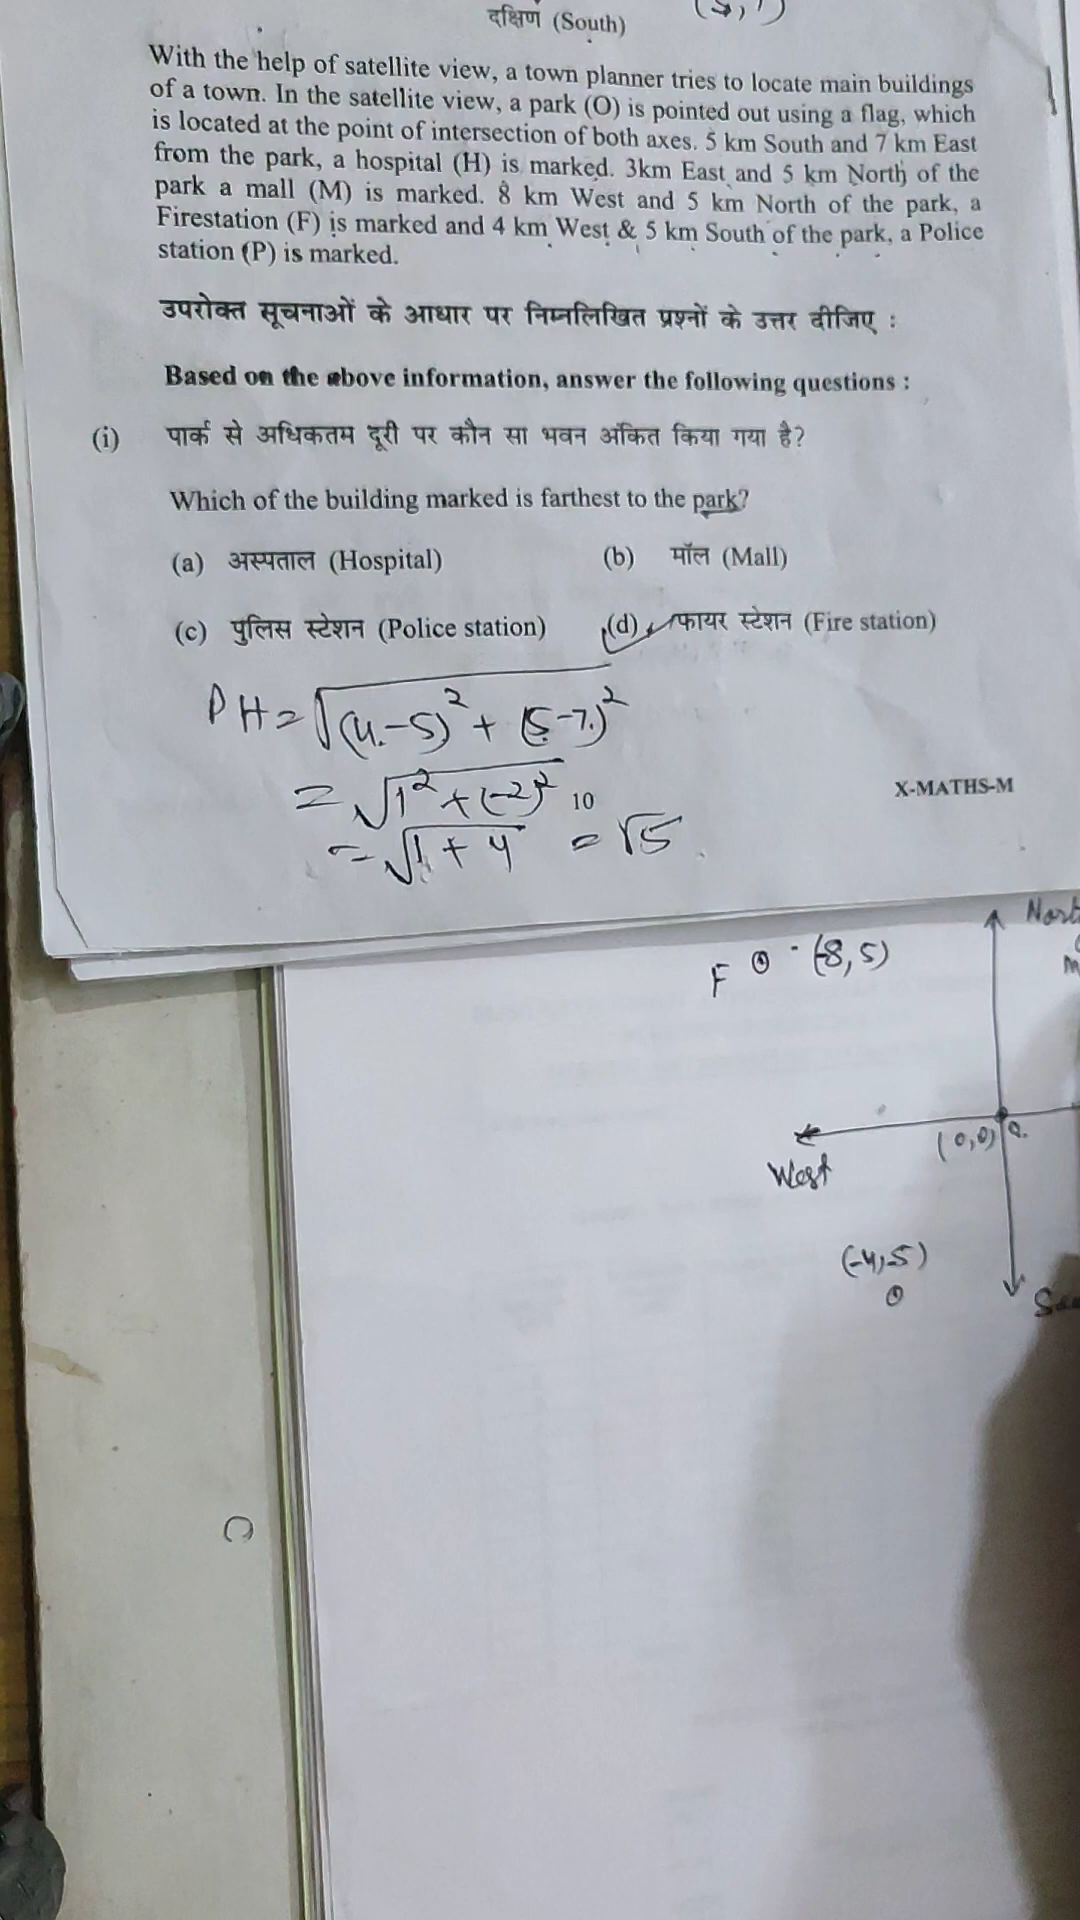 दक्षिण (South)
With the help of satellite view, a town planner tries to locate main buildings
of a town. In the satellite view, a park (O) is pointed out using a flag, which
is located at the point of intersection of both axes. 5 km South and 7 km East
from the park, a hospital (H) is marked. 3km East and 5 km North of the
park a mall (M) is marked. 8 km West and 5 km North of the park, a
Firestation (F) is marked and 4 km West & 5 km South of the park, a Police
station (P) is marked.
उपरोक्त सूचनाओं के आधार पर निम्नलिखित प्रश्नों के उत्तर दीजिए :
Based on the above information, answer the following questions :
(i) पार्क से अधिकतम दूरी पर कौन सा भवन अंकित किया गया है?
Which of the building marked is farthest to the park?
(a) अस्पताल (Hospital) (b) मॉल (Mall)
(c) पुलिस स्टेशन (Police station) (d) फायर स्टेशन (Fire station)
PH = √(4-5)² + (5-7)²
= √1² + (-2)²
10
X-MATHS-M
= √1 + 4 = √5
F (-8, 5)
(0,0)
West
(-4,-5)